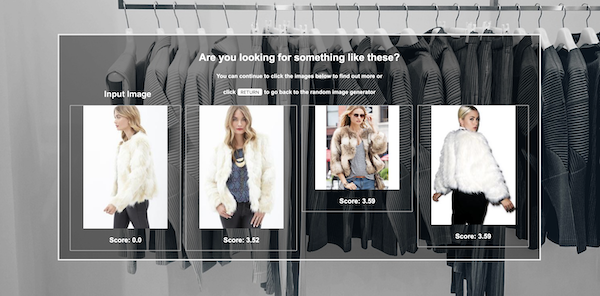 Are you looking for something like these?
You can continue to click the images below to find out more or
click RETURN to go back to the random image generator
Input Image
Score: 0.0
Score: 3.52
Score: 3.59
Score: 3.59